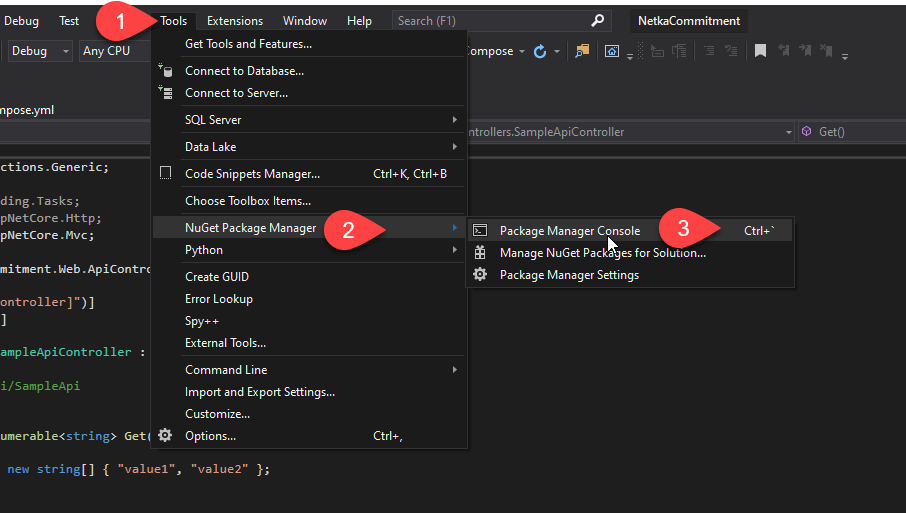 Debug Test 1 Tools Extensions Window Help Search (F1) NetkaCommitment
Debug Any CPU ompose
Get Tools and Features...
Connect to Database...
Connect to Server...
mpose.yml
SQL Server
ntrollers.SampleApiController Get()
Data Lake
ctions.Generic;
Code Snippets Manager... Ctrl+K, Ctrl+B
ding.Tasks;
Choose Toolbox Items...
pNetCore.Http;
NuGet Package Manager 2 Package Manager Console 3 Ctrl+`
pNetCore.Mvc;
Python Manage NuGet Packages for Solution...
mitment.Web.ApiContro
Create GUID Package Manager Settings
ontroller]")]
Error Lookup
]
Spy++
External Tools...
ampleApiController :
Command Line
i/SampleApi
Import and Export Settings...
Customize...
umerable<string> Get(
Options... Ctrl+,
new string[] { "value1", "value2" };